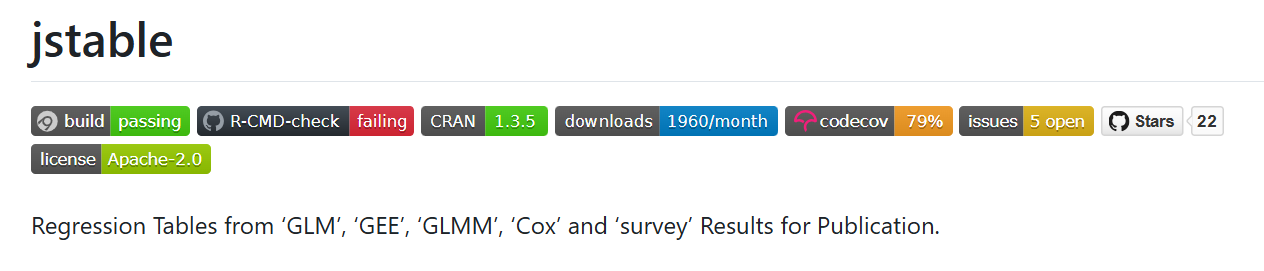 jstable
build passing R-CMD-check failing CRAN 1.3.5 downloads 1960/month codecov 79% issues 5 open Stars 22
license Apache-2.0
Regression Tables from ‘GLM’, ‘GEE’, ‘GLMM’, ‘Cox’ and ‘survey’ Results for Publication.